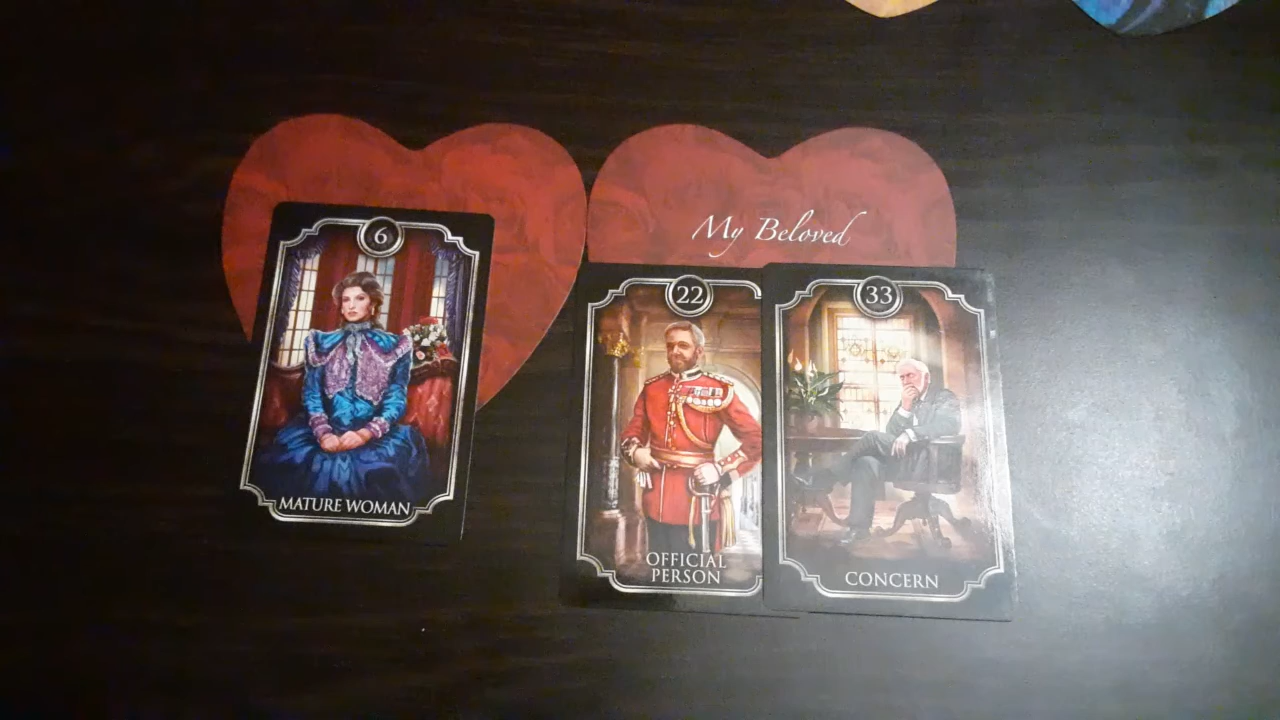 My Beloved
6
MATURE WOMAN
22
OFFICIAL
PERSON
33
CONCERN